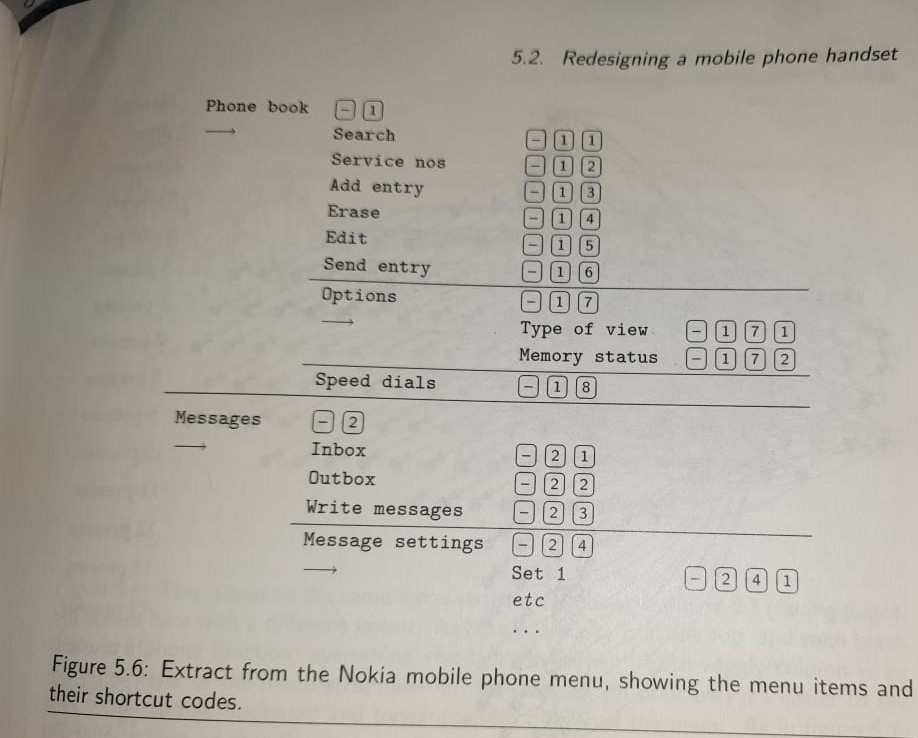 5.2. Redesigning a mobile phone handset
Phone book - 1
→ Search - 1 1
Service nos - 1 2
Add entry - 1 3
Erase - 1 4
Edit - 1 5
Send entry - 1 6
Options - 1 7
→ Type of view - 1 7 1
Memory status - 1 7 2
Speed dials - 1 8
Messages - 2
→ Inbox - 2 1
Outbox - 2 2
Write messages - 2 3
Message settings - 2 4
→ Set 1 - 2 4 1
etc
...
Figure 5.6: Extract from the Nokia mobile phone menu, showing the menu items and
their shortcut codes.